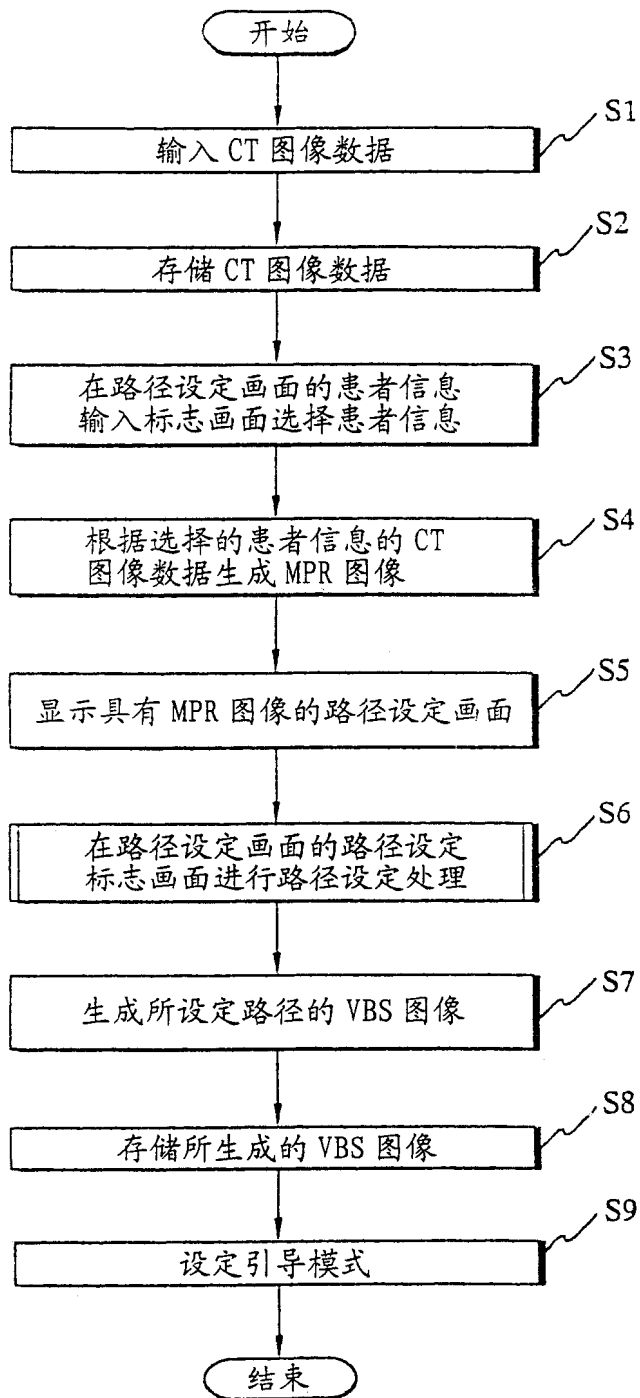 开始
S1
输入 CT 图像数据
S2
存储 CT 图像数据
S3
在路径设定画面的患者信息
输入标志画面选择患者信息
S4
根据选择的患者信息的 CT
图像数据生成 MPR 图像
S5
显示具有 MPR 图像的路径设定画面
S6
在路径设定画面的路径设定
标志画面进行路径设定处理
S7
生成所设定路径的 VBS 图像
S8
存储所生成的 VBS 图像
S9
设定引导模式
结束